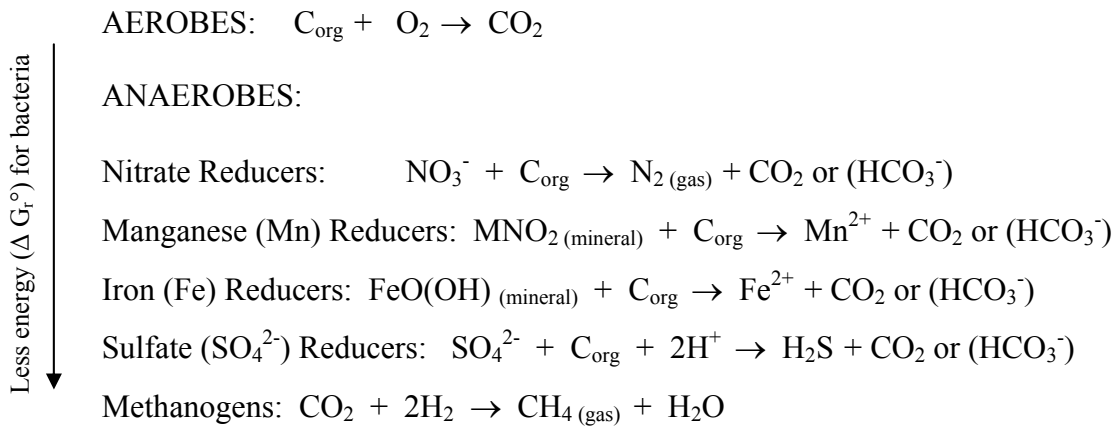 AEROBES: C_org + O₂ → CO₂
Less energy (Δ G_r°) for bacteria
ANAEROBES:
Nitrate Reducers: NO₃⁻ + C_org → N₂ (gas) + CO₂ or (HCO₃⁻)
Manganese (Mn) Reducers: MNO₂ (mineral) + C_org → Mn²⁺ + CO₂ or (HCO₃⁻)
Iron (Fe) Reducers: FeO(OH) (mineral) + C_org → Fe²⁺ + CO₂ or (HCO₃⁻)
Sulfate (SO₄²⁻) Reducers: SO₄²⁻ + C_org + 2H⁺ → H₂S + CO₂ or (HCO₃⁻)
Methanogens: CO₂ + 2H₂ → CH₄ (gas) + H₂O